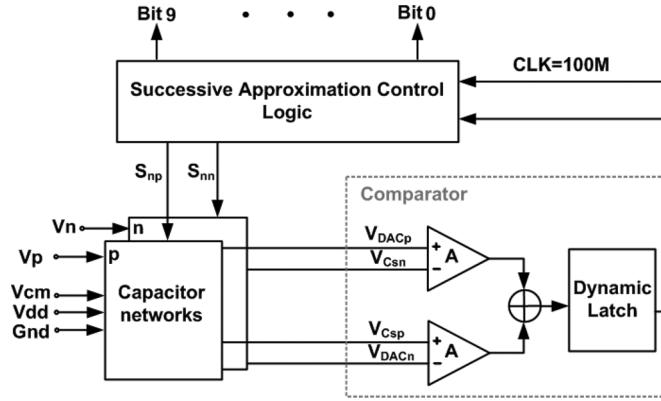 Bit 9 . . . Bit 0
Successive Approximation Control
Logic
CLK=100M
Snp
Snn
Comparator
Vn
n
Vp
p
Vcm
Vdd
Gnd
Capacitor
networks
VDACp
VCsn
+
−
A
VCsp
VDACn
+
−
A
Dynamic
Latch